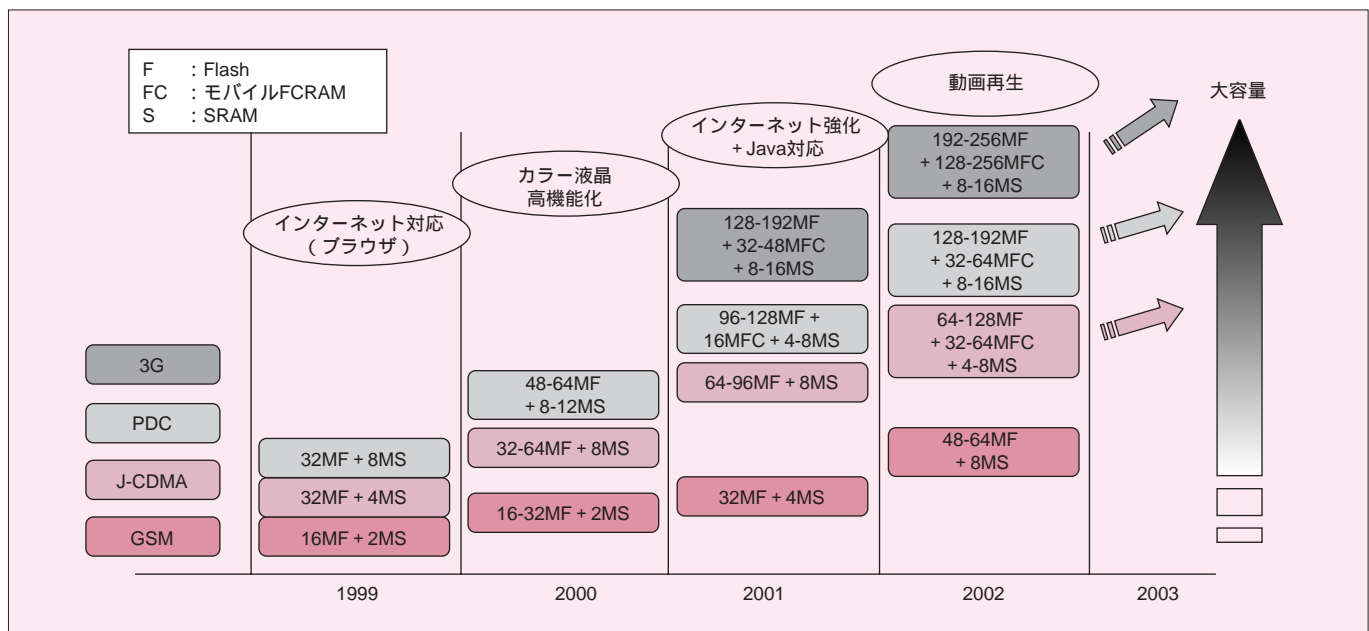 F : Flash
FC : モバイルFCRAM
S : SRAM
インターネット対応
(ブラウザ)
カラー液晶
高機能化
インターネット強化
+ Java対応
動画再生
大容量
3G
PDC
J-CDMA
GSM
32MF + 8MS
32MF + 4MS
16MF + 2MS
48-64MF
+ 8-12MS
32-64MF + 8MS
16-32MF + 2MS
128-192MF
+ 32-48MFC
+ 8-16MS
96-128MF +
16MFC + 4-8MS
64-96MF + 8MS
32MF + 4MS
192-256MF
+ 128-256MFC
+ 8-16MS
128-192MF
+ 32-64MFC
+ 8-16MS
64-128MF
+ 32-64MFC
+ 4-8MS
48-64MF
+ 8MS
1999
2000
2001
2002
2003